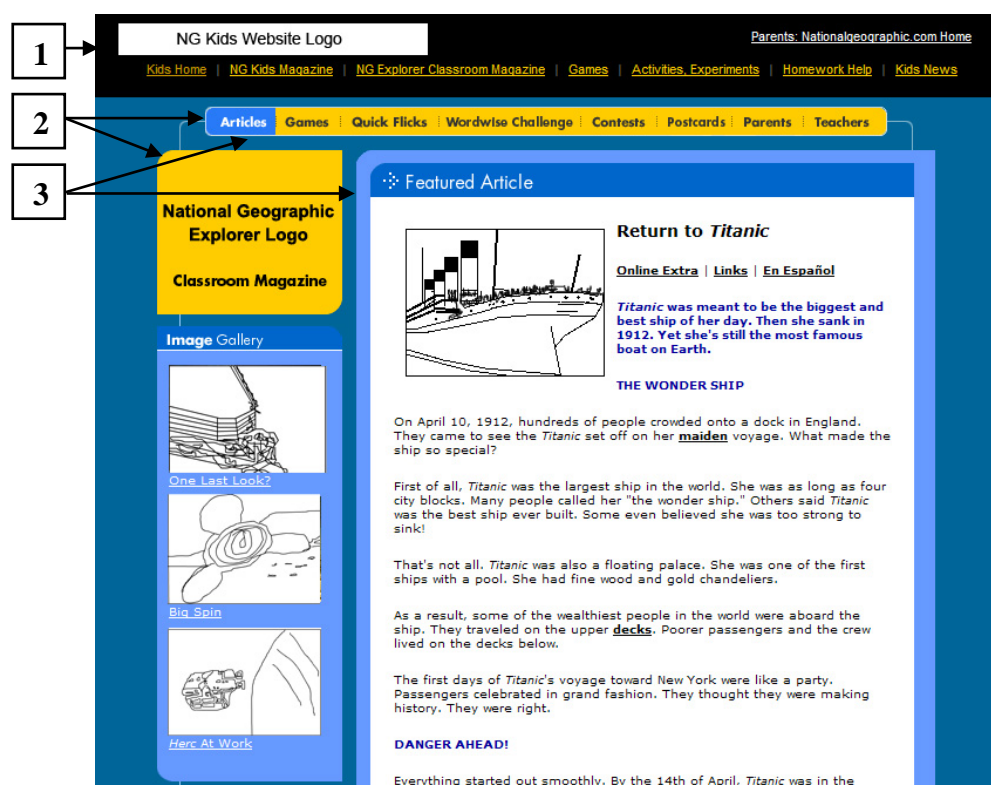 1
NG Kids Website Logo
Parents: Nationalgeographic.com Home
Kids Home | NG Kids Magazine | NG Explorer Classroom Magazine | Games | Activities, Experiments | Homework Help | Kids News
2
Articles Games Quick Flicks Wordwise Challenge Contests Postcards Parents Teachers
3
National Geographic
Explorer Logo
Classroom Magazine
Image Gallery
One Last Look?
Big Spin
Herc At Work
Featured Article
Return to Titanic
Online Extra | Links | En Español
Titanic was meant to be the biggest and
best ship of her day. Then she sank in
1912. Yet she's still the most famous
boat on Earth.
THE WONDER SHIP
On April 10, 1912, hundreds of people crowded onto a dock in England.
They came to see the Titanic set off on her maiden voyage. What made the
ship so special?
First of all, Titanic was the largest ship in the world. She was as long as four
city blocks. Many people called her "the wonder ship." Others said Titanic
was the best ship ever built. Some even believed she was too strong to
sink!
That's not all. Titanic was also a floating palace. She was one of the first
ships with a pool. She had fine wood and gold chandeliers.
As a result, some of the wealthiest people in the world were aboard the
ship. They traveled on the upper decks. Poorer passengers and the crew
lived on the decks below.
The first days of Titanic's voyage toward New York were like a party.
Passengers celebrated in grand fashion. They thought they were making
history. They were right.
DANGER AHEAD!
Everything started out smoothly. By the 14th of April, Titanic was in the